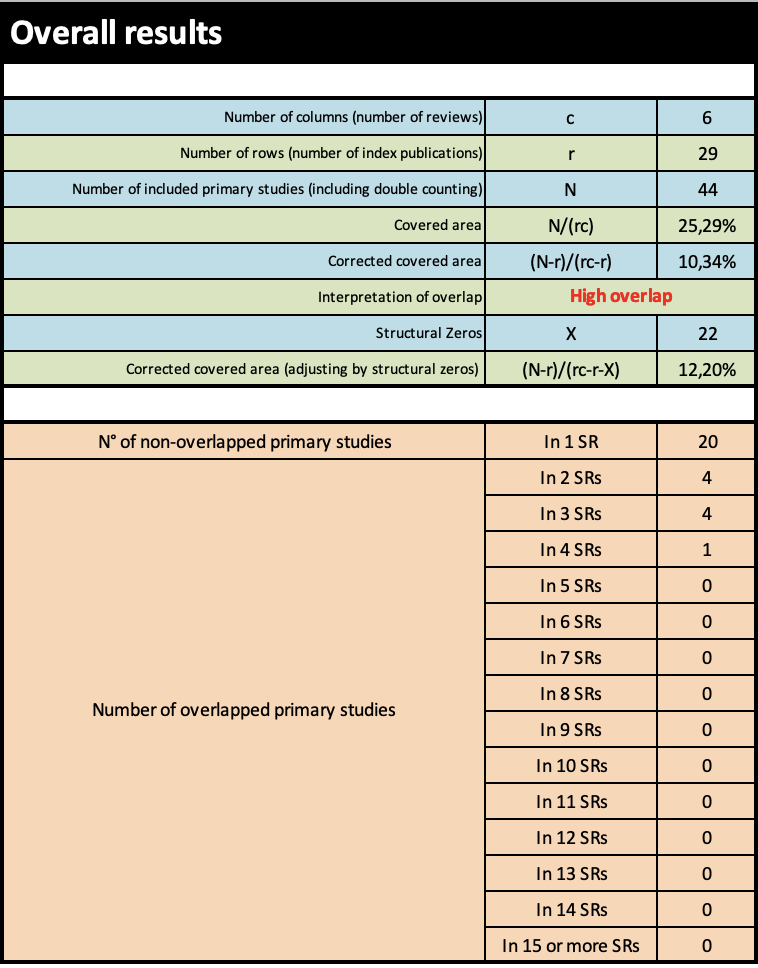 Overall results
Number of columns (number of reviews) c 6
Number of rows (number of index publications) r 29
Number of included primary studies (including double counting) N 44
Covered area N/(rc) 25,29%
Corrected covered area (N-r)/(rc-r) 10,34%
Interpretation of overlap High overlap
Structural Zeros X 22
Corrected covered area (adjusting by structural zeros) (N-r)/(rc-r-X) 12,20%
N° of non-overlapped primary studies In 1 SR 20
In 2 SRs 4
In 3 SRs 4
In 4 SRs 1
In 5 SRs 0
In 6 SRs 0
In 7 SRs 0
In 8 SRs 0
Number of overlapped primary studies
In 9 SRs 0
In 10 SRs 0
In 11 SRs 0
In 12 SRs 0
In 13 SRs 0
In 14 SRs 0
In 15 or more SRs 0